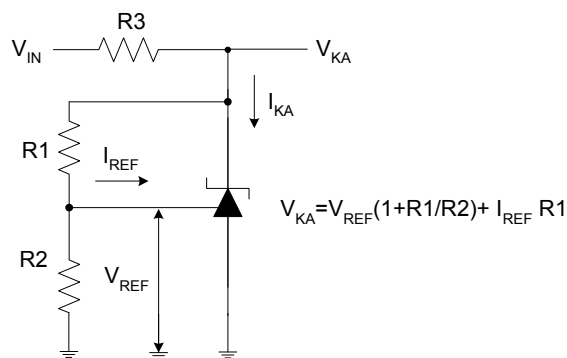 R3
V_IN
V_KA
I_KA
R1
I_REF
V_KA=V_REF(1+R1/R2)+ I_REF R1
R2
V_REF